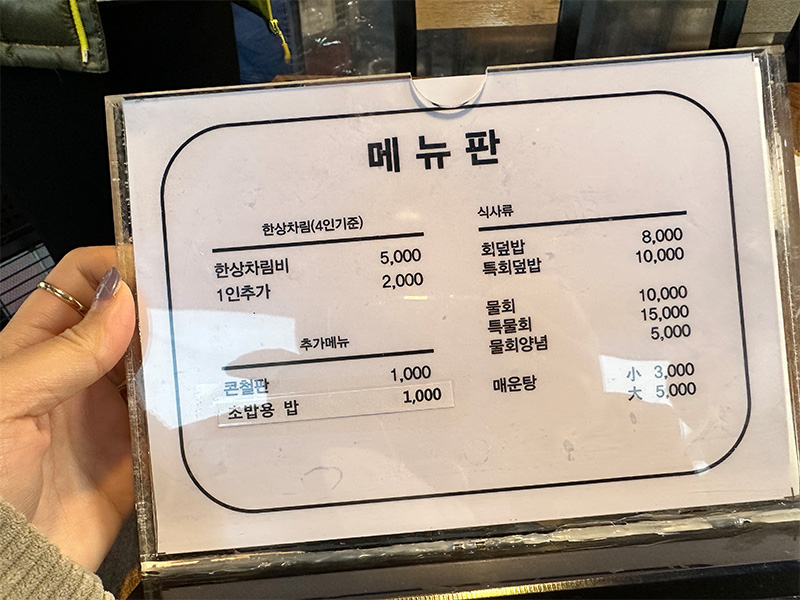 메뉴판
한상차림(4인기준)
한상차림비 5,000
1인추가 2,000
추가메뉴
콘철판 1,000
초밥용 밥 1,000
식사류
회덮밥 8,000
특회덮밥 10,000
물회 10,000
특물회 15,000
물회양념 5,000
매운탕 小 3,000
大 5,000